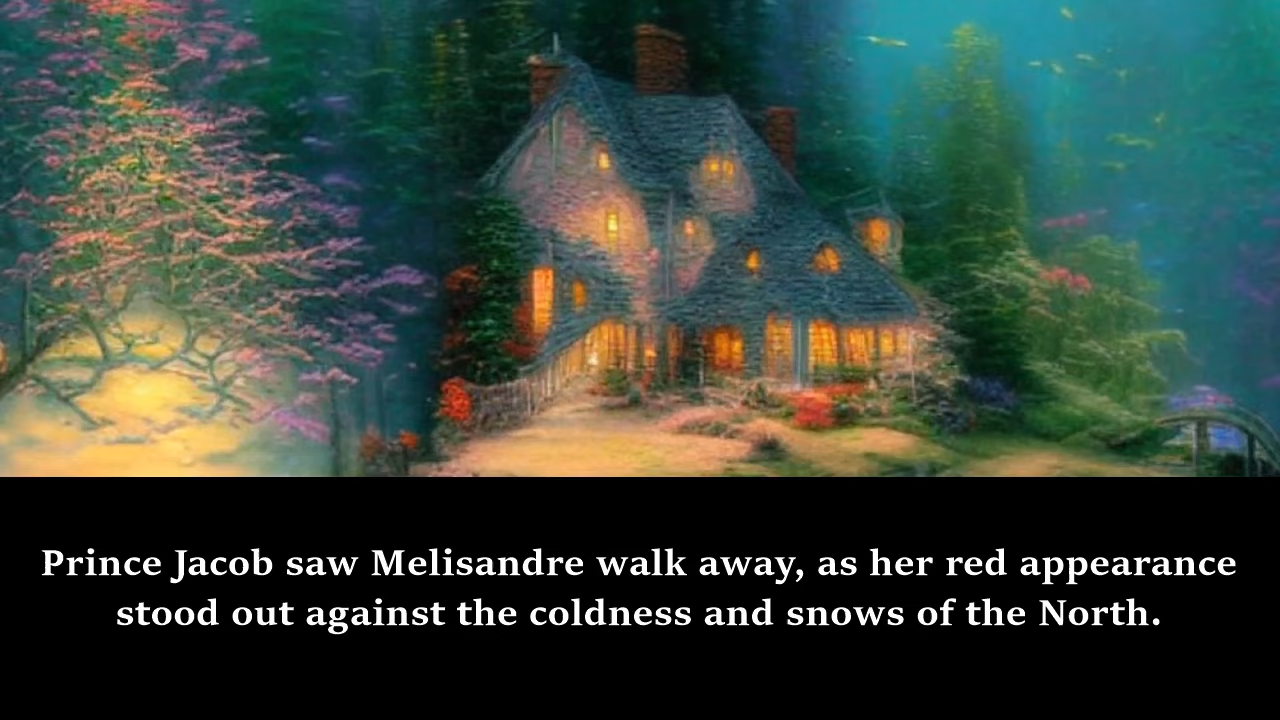 Prince Jacob saw Melisandre walk away, as her red appearance
stood out against the coldness and snows of the North.